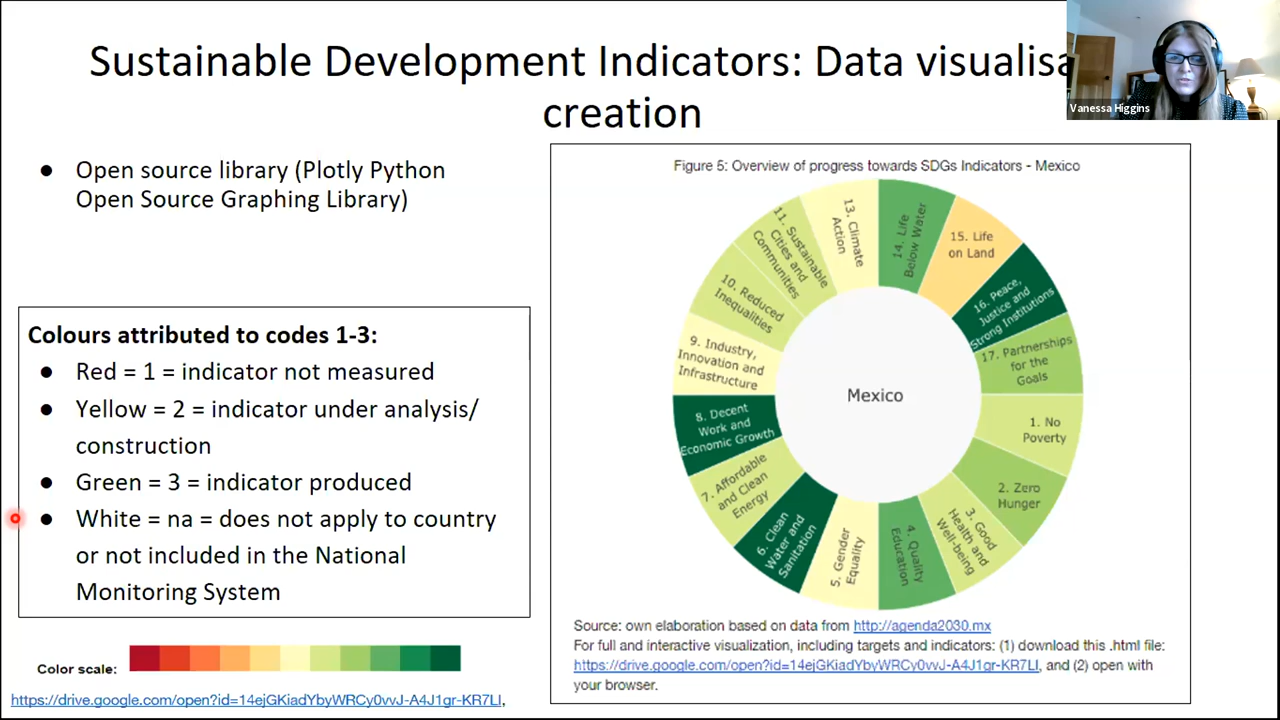 Sustainable Development Indicators: Data visualisa
creation
Vanessa Higgins
● Open source library (Plotly Python
Open Source Graphing Library)
Colours attributed to codes 1-3:
● Red = 1 = indicator not measured
● Yellow = 2 = indicator under analysis/
construction
● Green = 3 = indicator produced
● White = na = does not apply to country
or not included in the National
Monitoring System
Color scale:
https://drive.google.com/open?id=14ejGKiadYbyWRCy0vvJ-A4J1gr-KR7LI,
Figure 5: Overview of progress towards SDGs Indicators - Mexico
13. Climate
Action
14. Life
Below Water
15. Life
on Land
16. Peace,
Justice and
Strong Institutions
17. Partnerships
for the
Goals
1. No
Poverty
2. Zero
Hunger
3. Good
Health and
Well-being
4. Quality
Education
5. Gender
Equality
6. Clean
Water and
Sanitation
7. Affordable
and Clean
Energy
8. Decent
Work and
Economic Growth
9. Industry,
Innovation and
Infrastructure
10. Reduced
Inequalities
11. Sustainable
Cities and
Communities
Mexico
Source: own elaboration based on data from http://agenda2030.mx
For full and interactive visualization, including targets and indicators: (1) download this .html file:
https://drive.google.com/open?id=14ejGKiadYbyWRCy0vvJ-A4J1gr-KR7LI, and (2) open with
your browser.